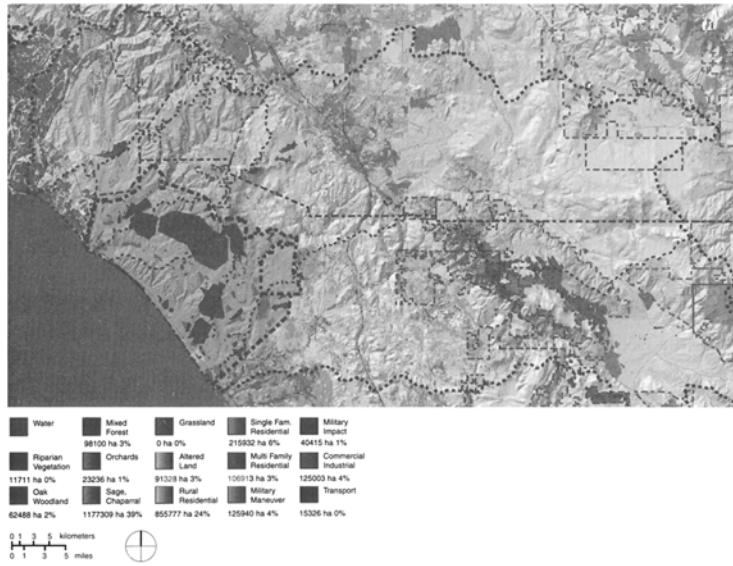 Water
Mixed
Forest
98100 ha 3%
Grassland
0 ha 0%
Single Fam.
Residential
215932 ha 6%
Military
Impact
40415 ha 1%
Riparian
Vegetation
11711 ha 0%
Orchards
23236 ha 1%
Altered
Land
91328 ha 3%
Multi Family
Residential
106913 ha 3%
Commercial
Industrial
125003 ha 4%
Oak
Woodland
62488 ha 2%
Sage,
Chaparral
1177309 ha 39%
Rural
Residential
855777 ha 24%
Military
Maneuver
125940 ha 4%
Transport
15326 ha 0%
0 1 3 5 kilometers
0 1 3 5 miles